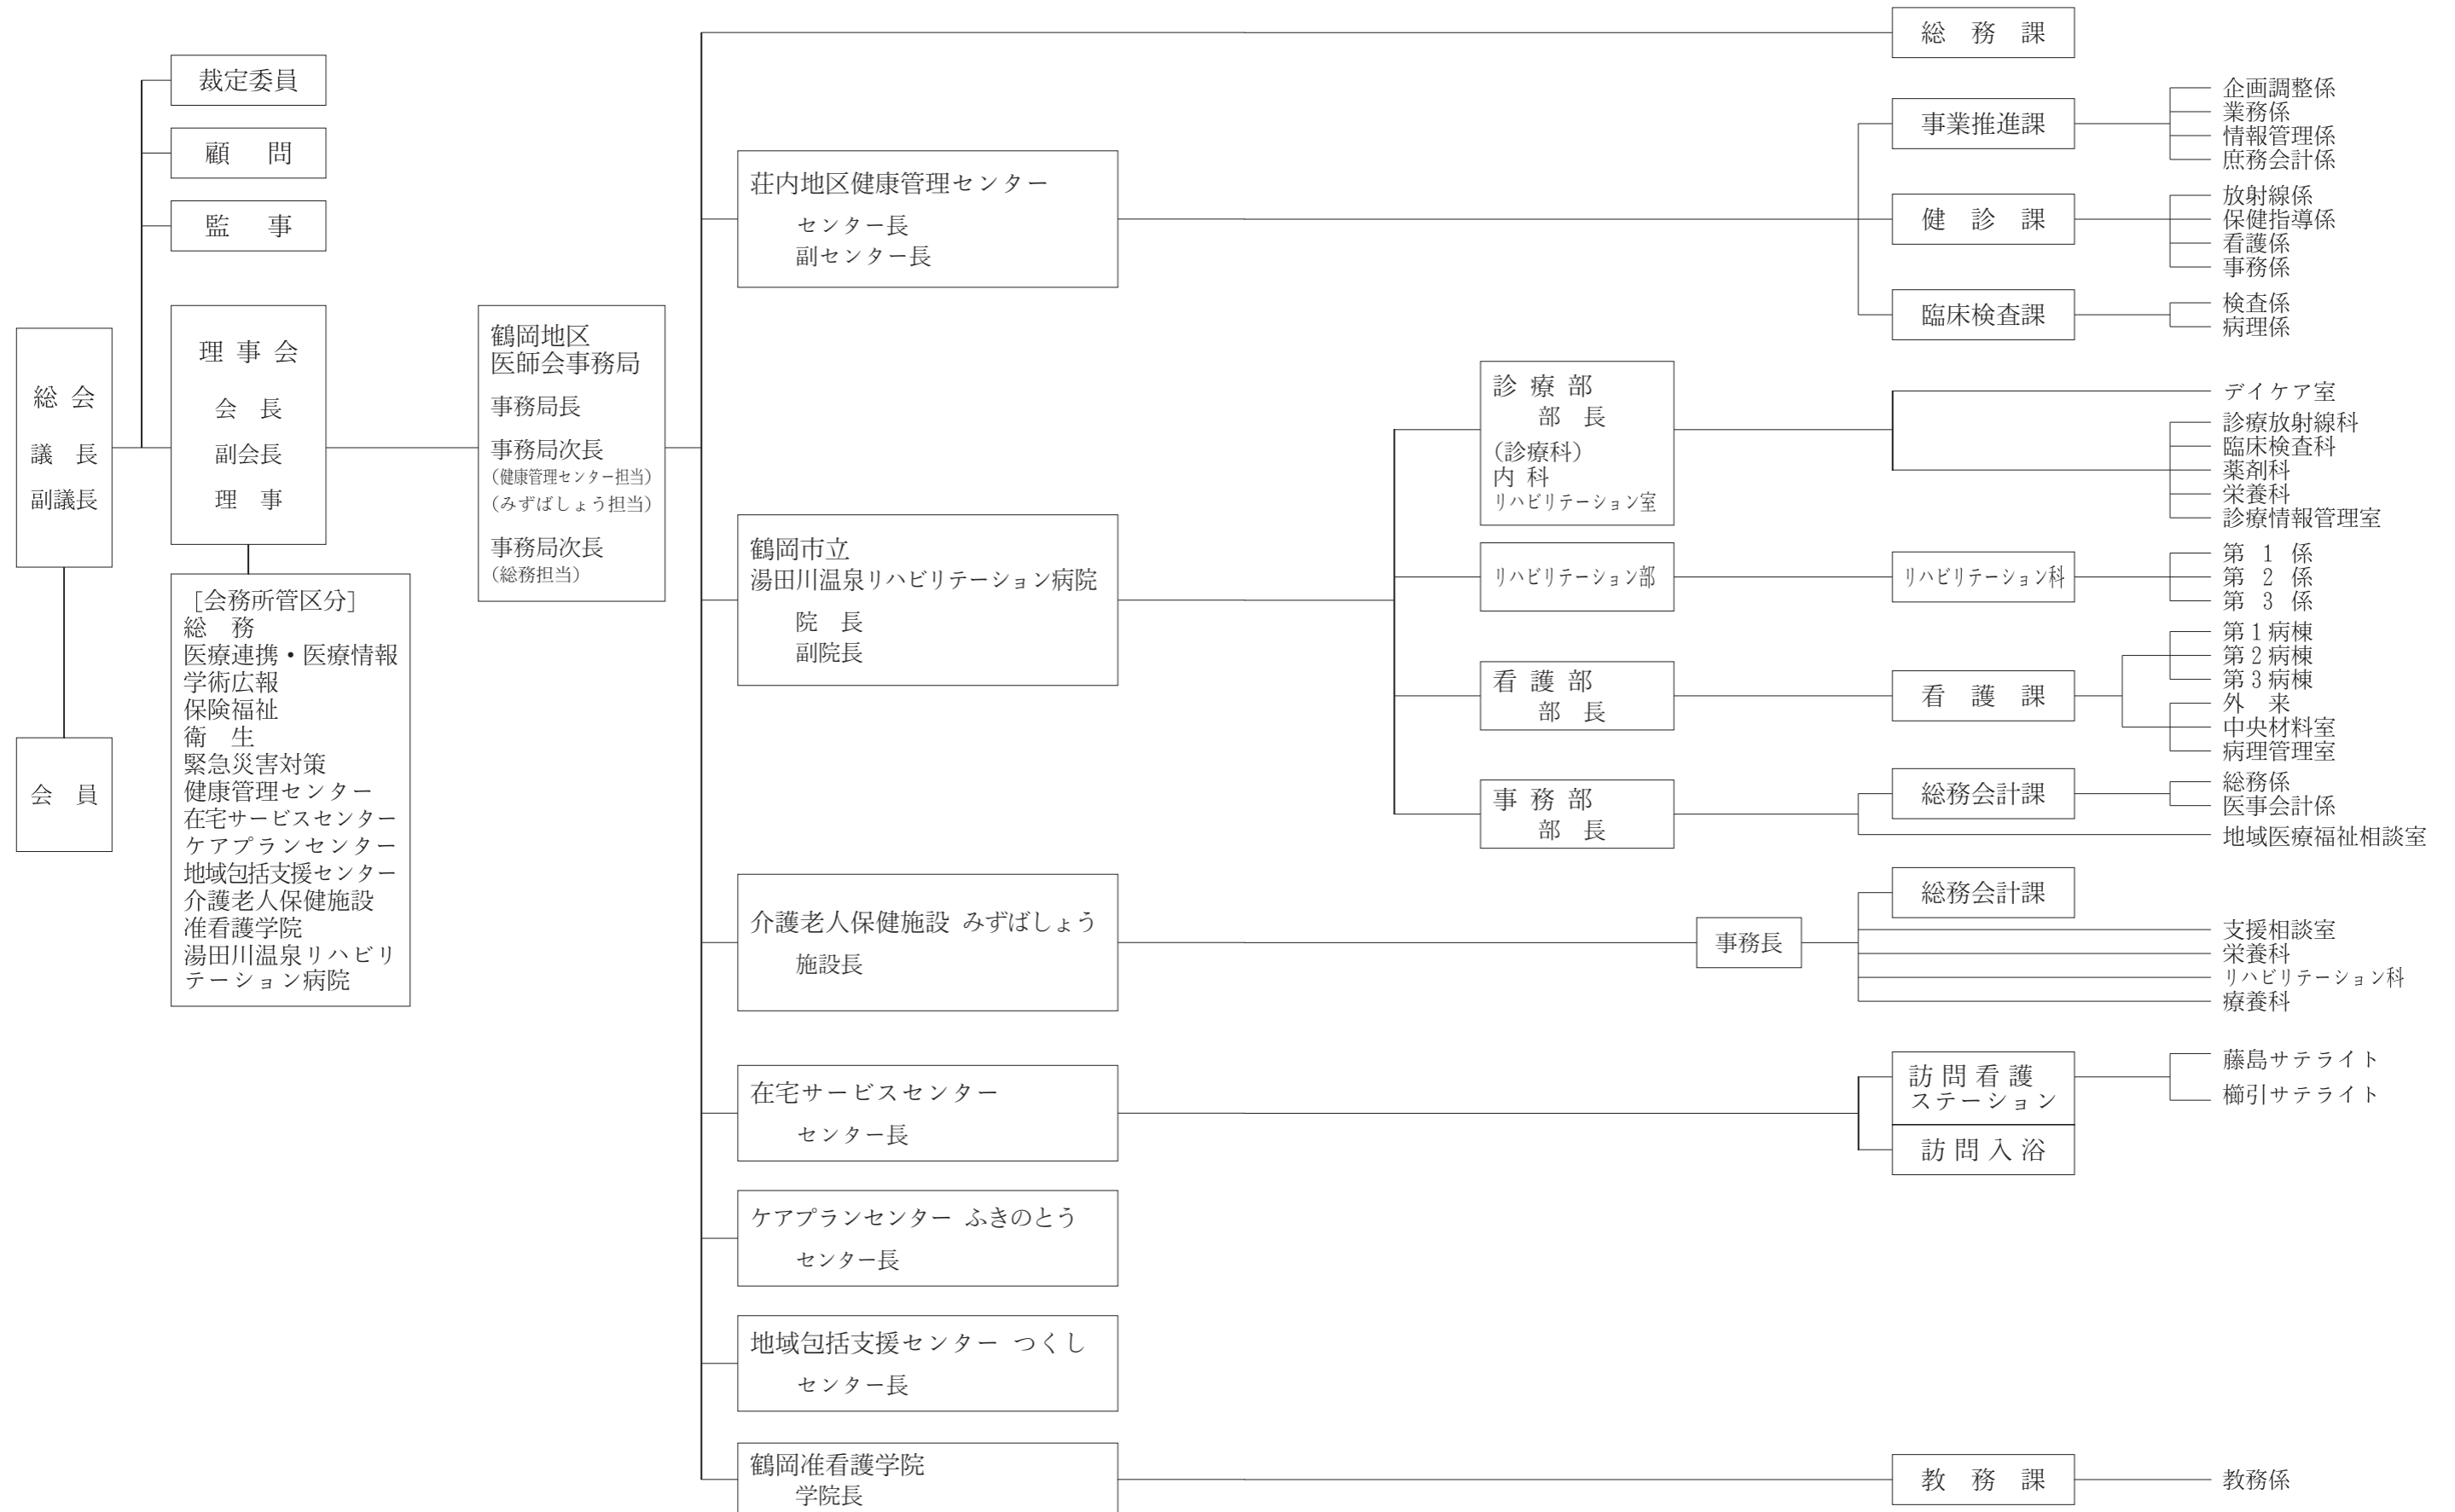 総会
議長
副議長
会員
裁定委員
顧問
監事
理事会
会長
副会長
理事
[会務所管区分]
総務
医療連携・医療情報
学術広報
保険福祉
衛生
緊急災害対策
健康管理センター
在宅サービスセンター
ケアプランセンター
地域包括支援センター
介護老人保健施設
准看護学院
湯田川温泉リハビリ
テーション病院
鶴岡地区
医師会事務局
事務局長
事務局次長
(健康管理センター担当)
(みずばしょう担当)
事務局次長
(総務担当)
総務課
荘内地区健康管理センター
センター長
副センター長
事業推進課
企画調整係
業務係
情報管理係
庶務会計係
健診課
放射線係
保健指導係
看護係
事務係
臨床検査課
検査係
病理係
鶴岡市立
湯田川温泉リハビリテーション病院
院長
副院長
診療部
部長
(診療科)
内科
リハビリテーション室
デイケア室
診療放射線科
臨床検査科
薬剤科
栄養科
診療情報管理室
リハビリテーション部
リハビリテーション科
第1係
第2係
第3係
看護部
部長
看護課
第1病棟
第2病棟
第3病棟
外来
中央材料室
病理管理室
事務部
部長
総務会計課
総務係
医事会計係
地域医療福祉相談室
介護老人保健施設 みずばしょう
施設長
事務長
総務会計課
支援相談室
栄養科
リハビリテーション科
療養科
在宅サービスセンター
センター長
訪問看護
ステーション
藤島サテライト
櫛引サテライト
訪問入浴
ケアプランセンター ふきのとう
センター長
地域包括支援センター つくし
センター長
鶴岡准看護学院
学院長
教務課
教務係